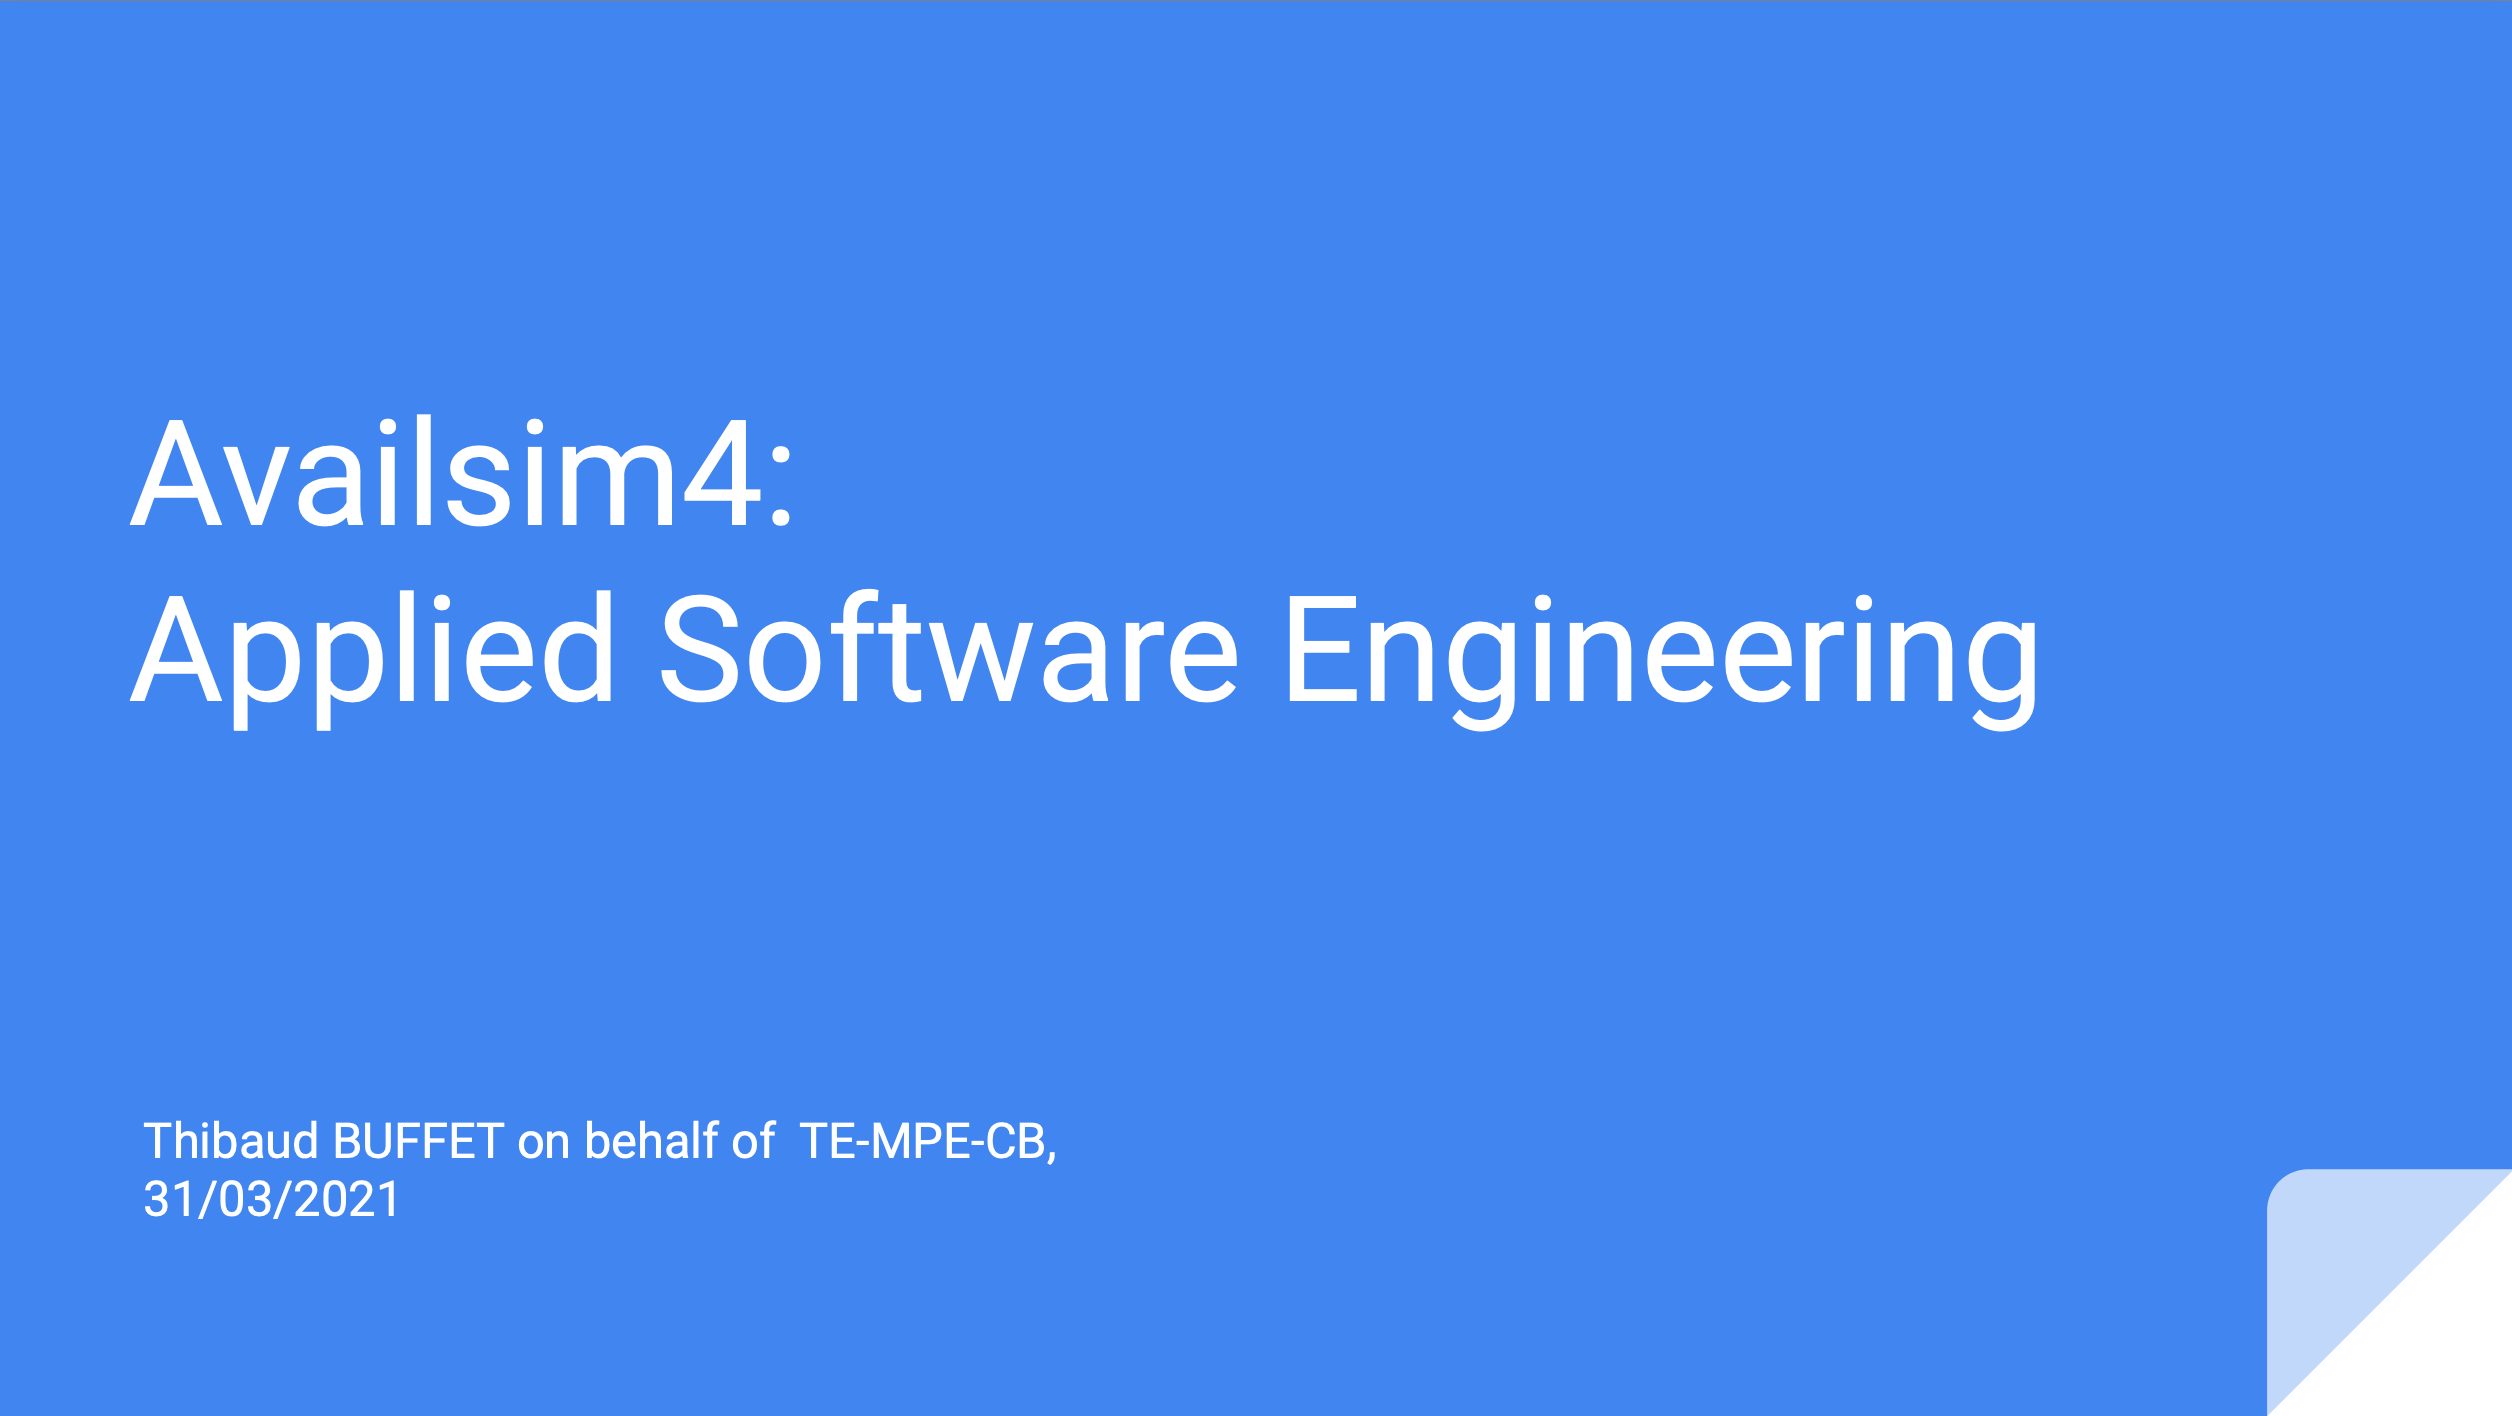 Availsim4:
Applied Software Engineering
Thibaud BUFFET on behalf of  TE-MPE-CB,
31/03/2021